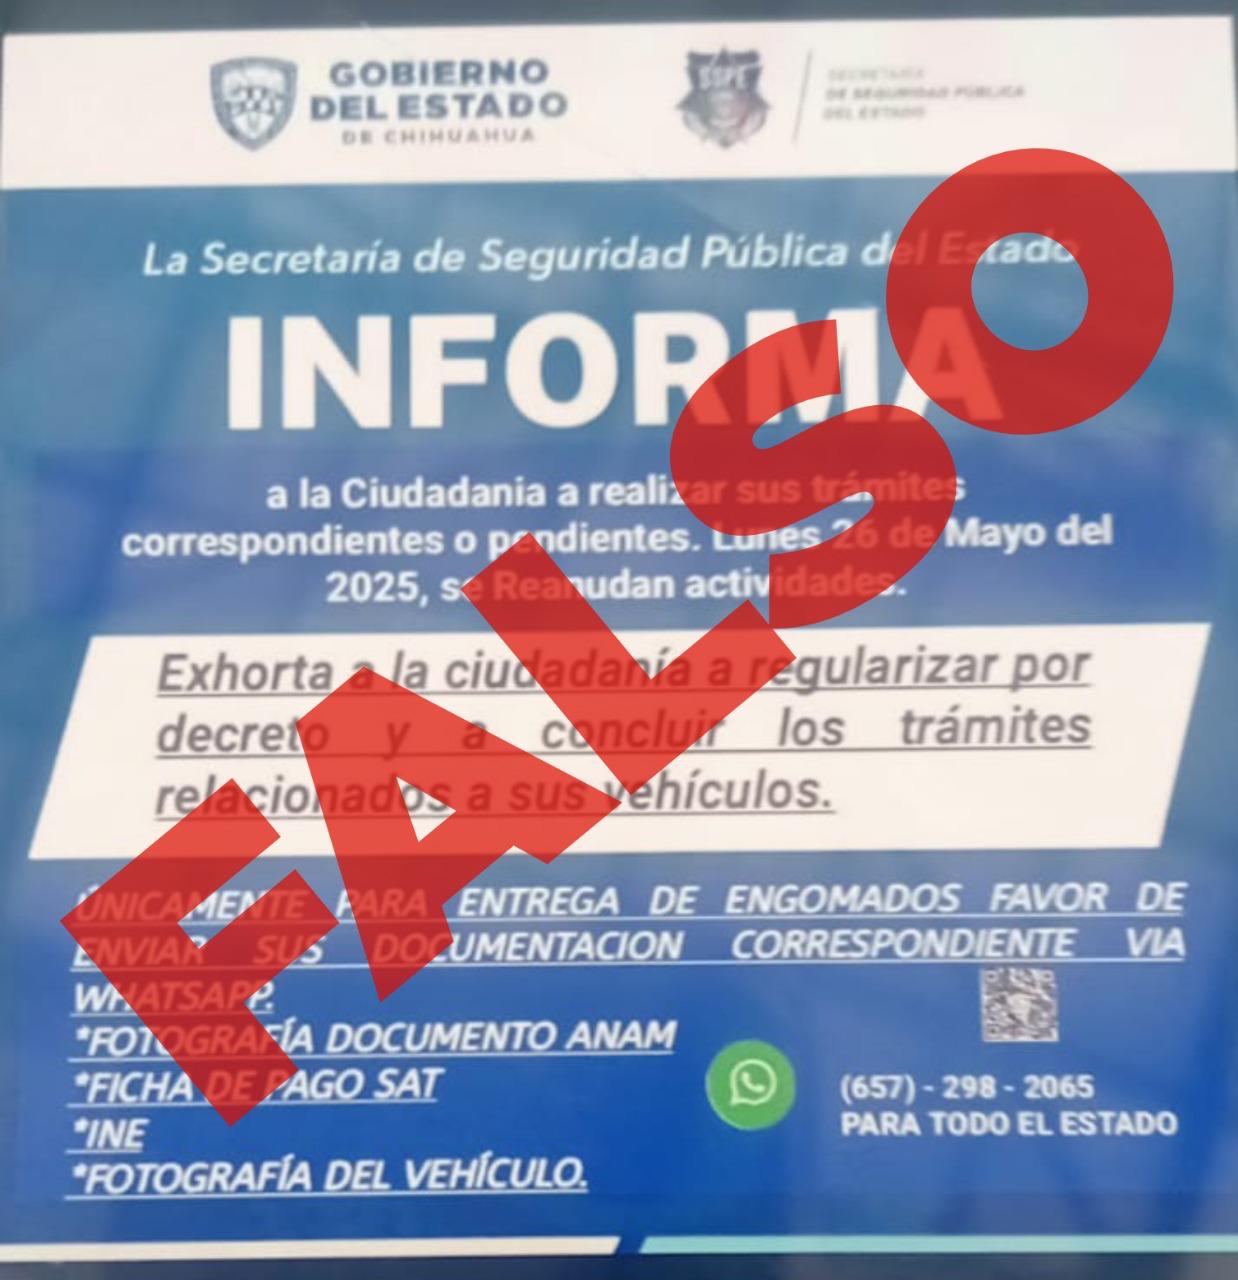 GOBIERNO
DEL ESTADO
DE CHIHUAHUA
SSPE
SECRETARÍA
DE SEGURIDAD PÚBLICA
DEL ESTADO
La Secretaría de Seguridad Pública del Estado
INFORMA
a la Ciudadania a realizar sus trámites
correspondientes o pendientes. Lunes 26 de Mayo del
2025, se Reanudan actividades.
Exhorta a la ciudadanía a regularizar por
decreto y a concluir los trámites
relacionados a sus vehículos.
ÚNICAMENTE PARA ENTREGA DE ENGOMADOS FAVOR DE
ENVIAR SUS DOCUMENTACION CORRESPONDIENTE VIA
WHATSAPP.
*FOTOGRAFÍA DOCUMENTO ANAM
*FICHA DE PAGO SAT
*INE
*FOTOGRAFÍA DEL VEHÍCULO.
(657) - 298 - 2065
PARA TODO EL ESTADO
FALSO